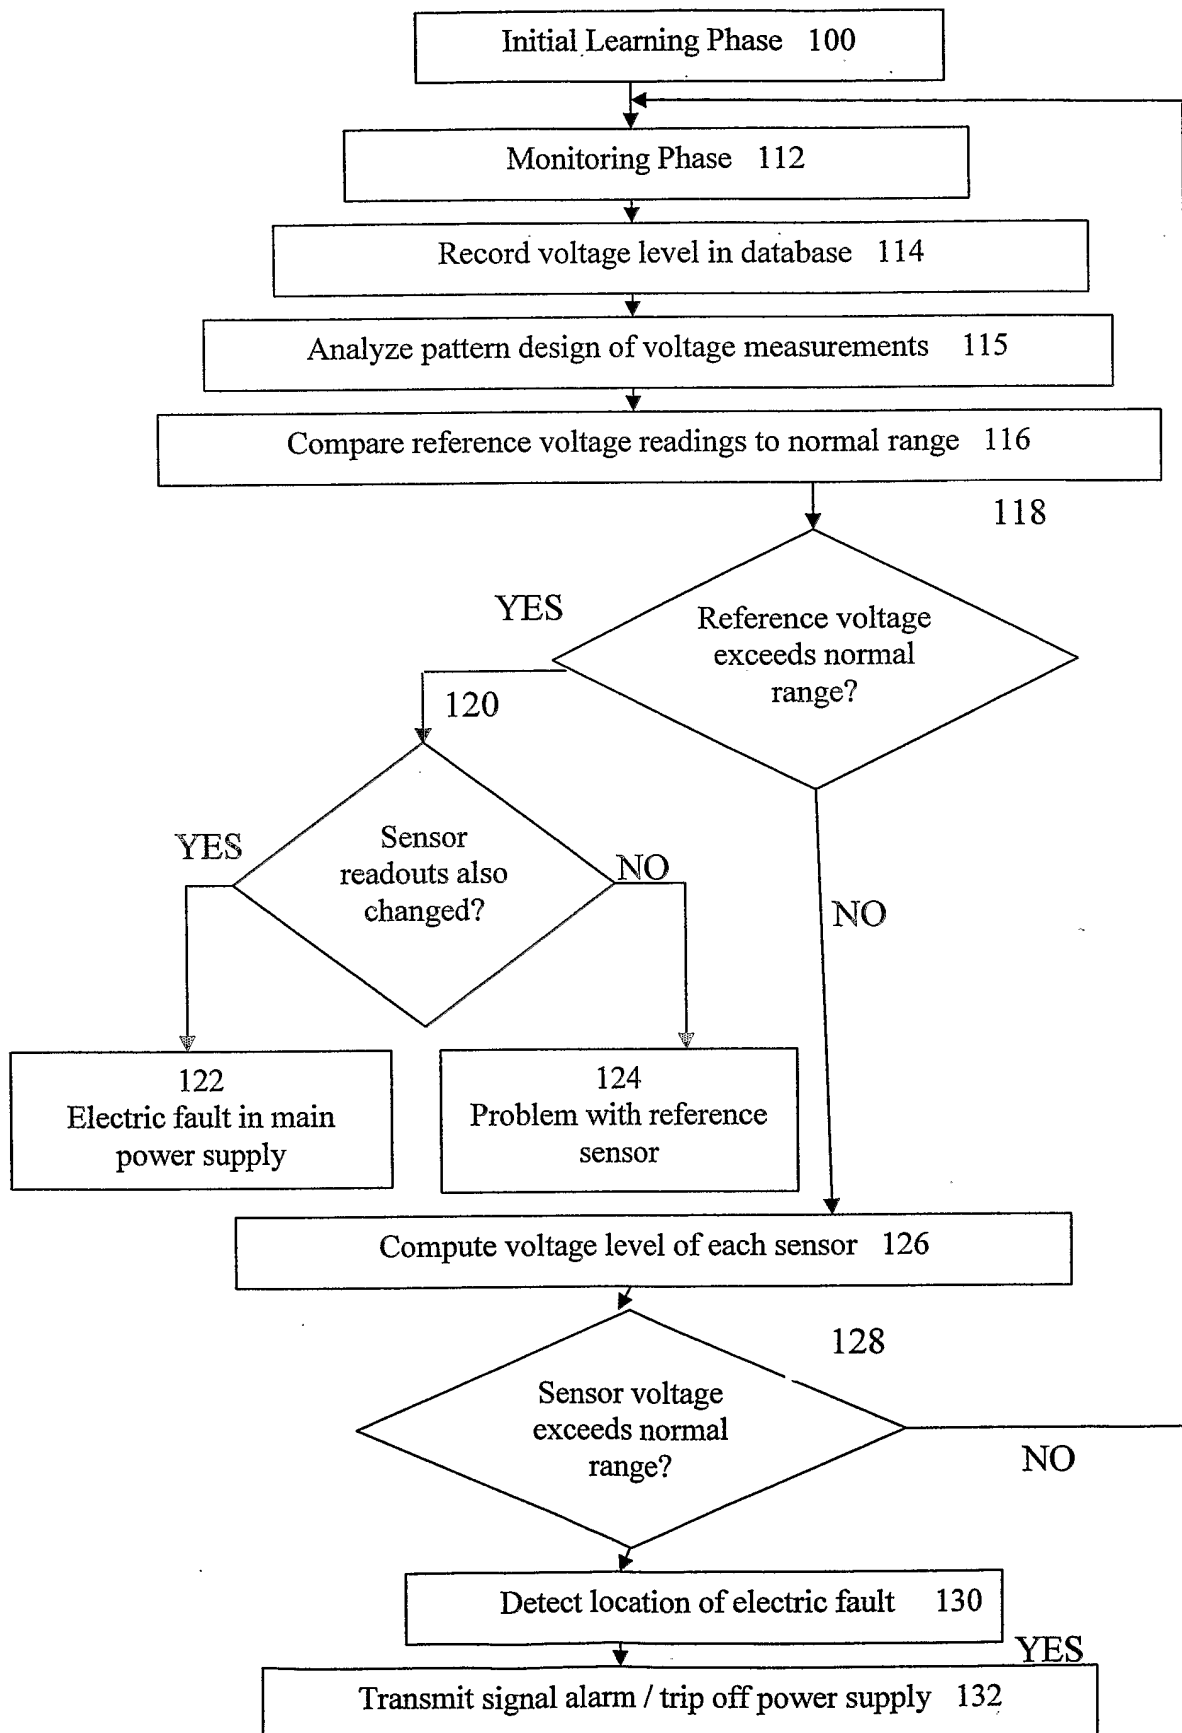 Initial Learning Phase 100
Monitoring Phase 112
Record voltage level in database 114
Analyze pattern design of voltage measurements 115
Compare reference voltage readings to normal range 116
118
YES
Reference voltage
exceeds normal
range?
120
YES
Sensor
readouts also
changed?
NO
NO
122
Electric fault in main
power supply
124
Problem with reference
sensor
Compute voltage level of each sensor 126
128
Sensor voltage
exceeds normal
range?
NO
Detect location of electric fault 130
YES
Transmit signal alarm / trip off power supply 132